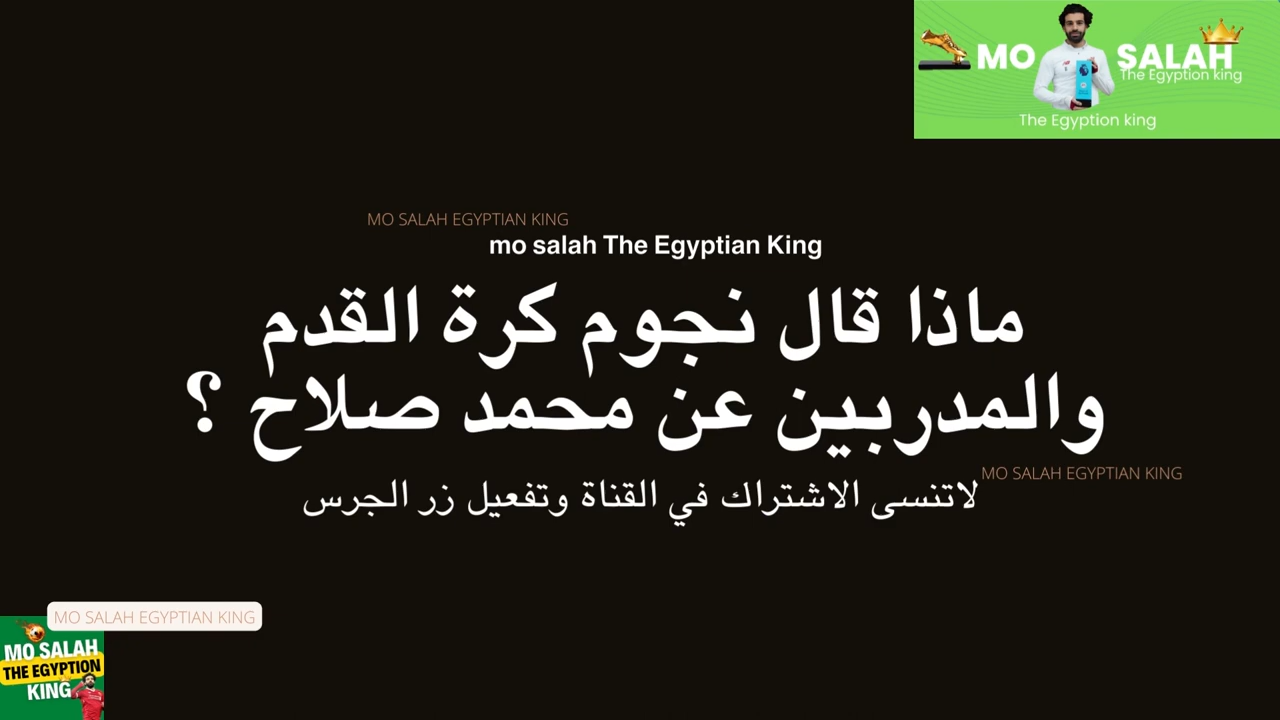 MO SALAH
The Egyption king
The Egyption king
MO SALAH EGYPTIAN KING
mo salah The Egyptian King
ماذا قال نجوم كرة القدم
والمدربين عن محمد صلاح ؟
MO SALAH EGYPTIAN KING
لاتنسى الاشتراك في القناة وتفعيل زر الجرس
MO SALAH EGYPTIAN KING
MO SALAH
THE EGYPTION
KING